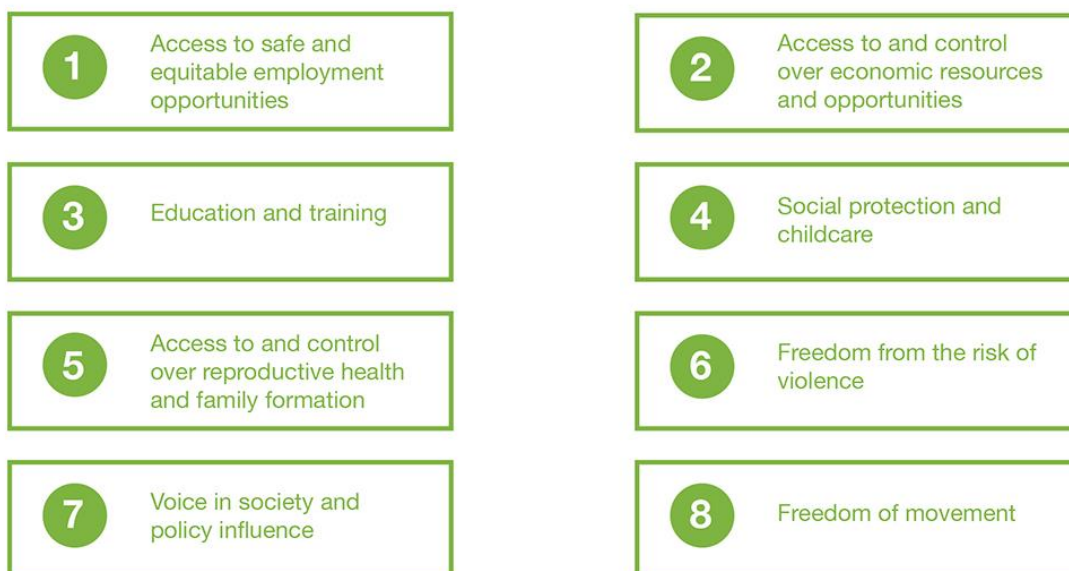 1
Access to safe and
equitable employment
opportunities
2
Access to and control
over economic resources
and opportunities
3
Education and training
4
Social protection and
childcare
5
Access to and control
over reproductive health
and family formation
6
Freedom from the risk of
violence
7
Voice in society and
policy influence
8
Freedom of movement